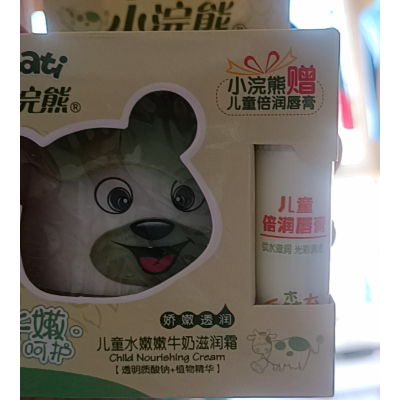 小浣熊
ati
浣熊®
小浣熊赠
儿童倍润唇膏
儿童
倍润唇膏
嫩
呵护
娇嫩透润
儿童水嫩嫩牛奶滋润霜
Child Nourishing Cream
【透明质酸钠+植物精华】